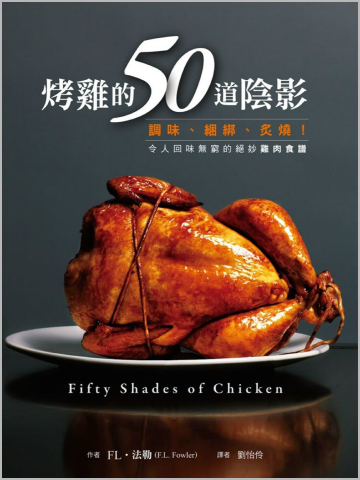 烤雞的50道陰影
調味、綑綁、炙燒！
令人回味無窮的絕妙雞肉食譜
Fifty Shades of Chicken
作者 FL・法勒 (F.L. Fowler) 譯者 劉怡伶